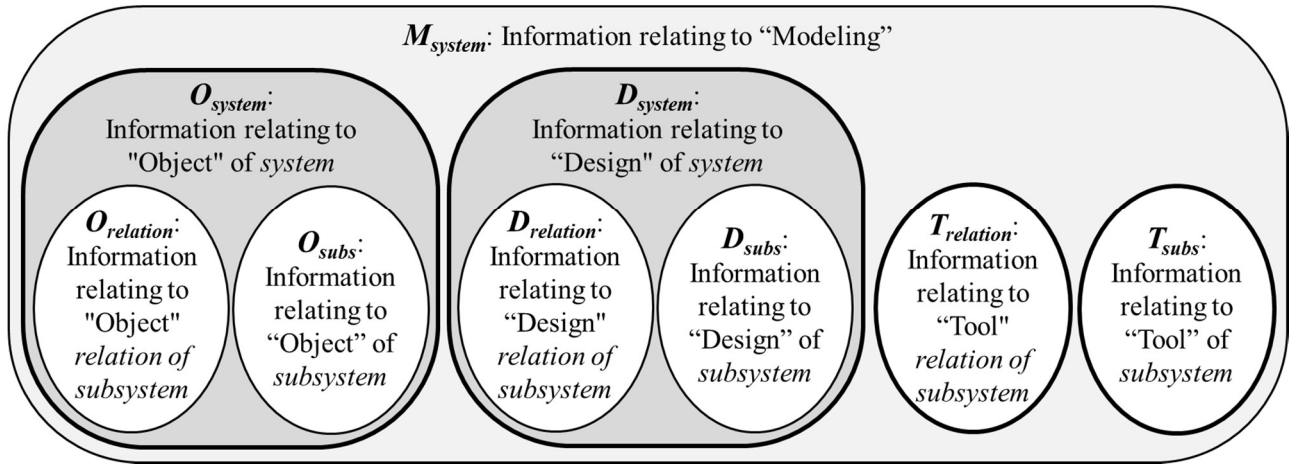 M_system: Information relating to “Modeling”
O_system:
Information relating to
"Object" of system
O_relation:
Information
relating to
"Object"
relation of
subsystem
O_subs:
Information
relating to
“Object” of
subsystem
D_system:
Information relating to
“Design" of system
D_relation:
Information
relating to
“Design"
relation of
subsystem
D_subs:
Information
relating to
“Design” of
subsystem
T_relation:
Information
relating to
“Tool"
relation of
subsystem
T_subs:
Information
relating to
“Tool” of
subsystem